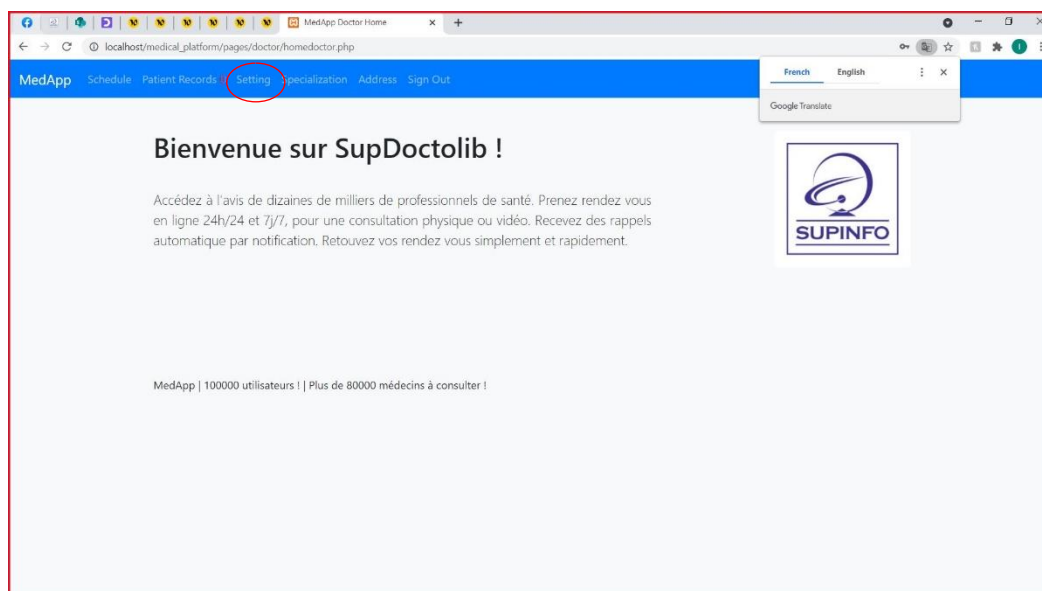 MedApp Doctor Home
localhost/medical_platform/pages/doctor/homedoctor.php
MedApp Schedule Patient Records Setting Specialization Address Sign Out
French English
Google Translate
Bienvenue sur SupDoctolib !
Accédez à l'avis de dizaines de milliers de professionnels de santé. Prenez rendez vous
en ligne 24h/24 et 7j/7, pour une consultation physique ou vidéo. Recevez des rappels
automatique par notification. Retouvez vos rendez vous simplement et rapidement.
SUPINFO
MedApp | 100000 utilisateurs ! | Plus de 80000 médecins à consulter !